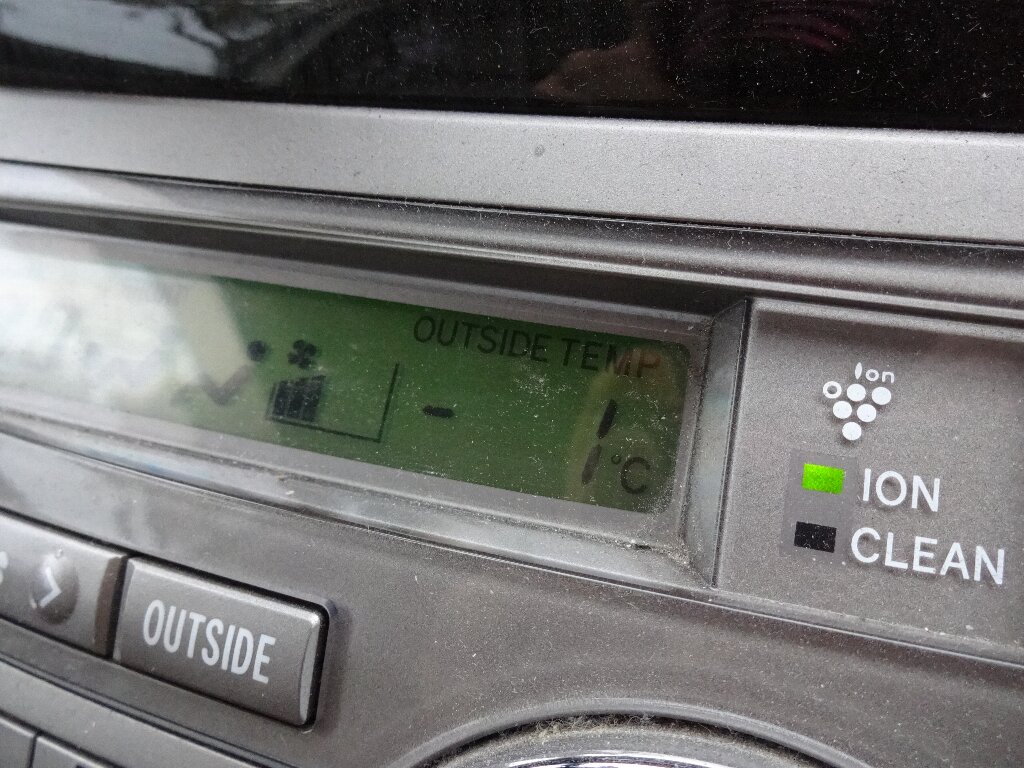 OUTSIDE TEMP
- 1 °C
Ion
ION
CLEAN
OUTSIDE